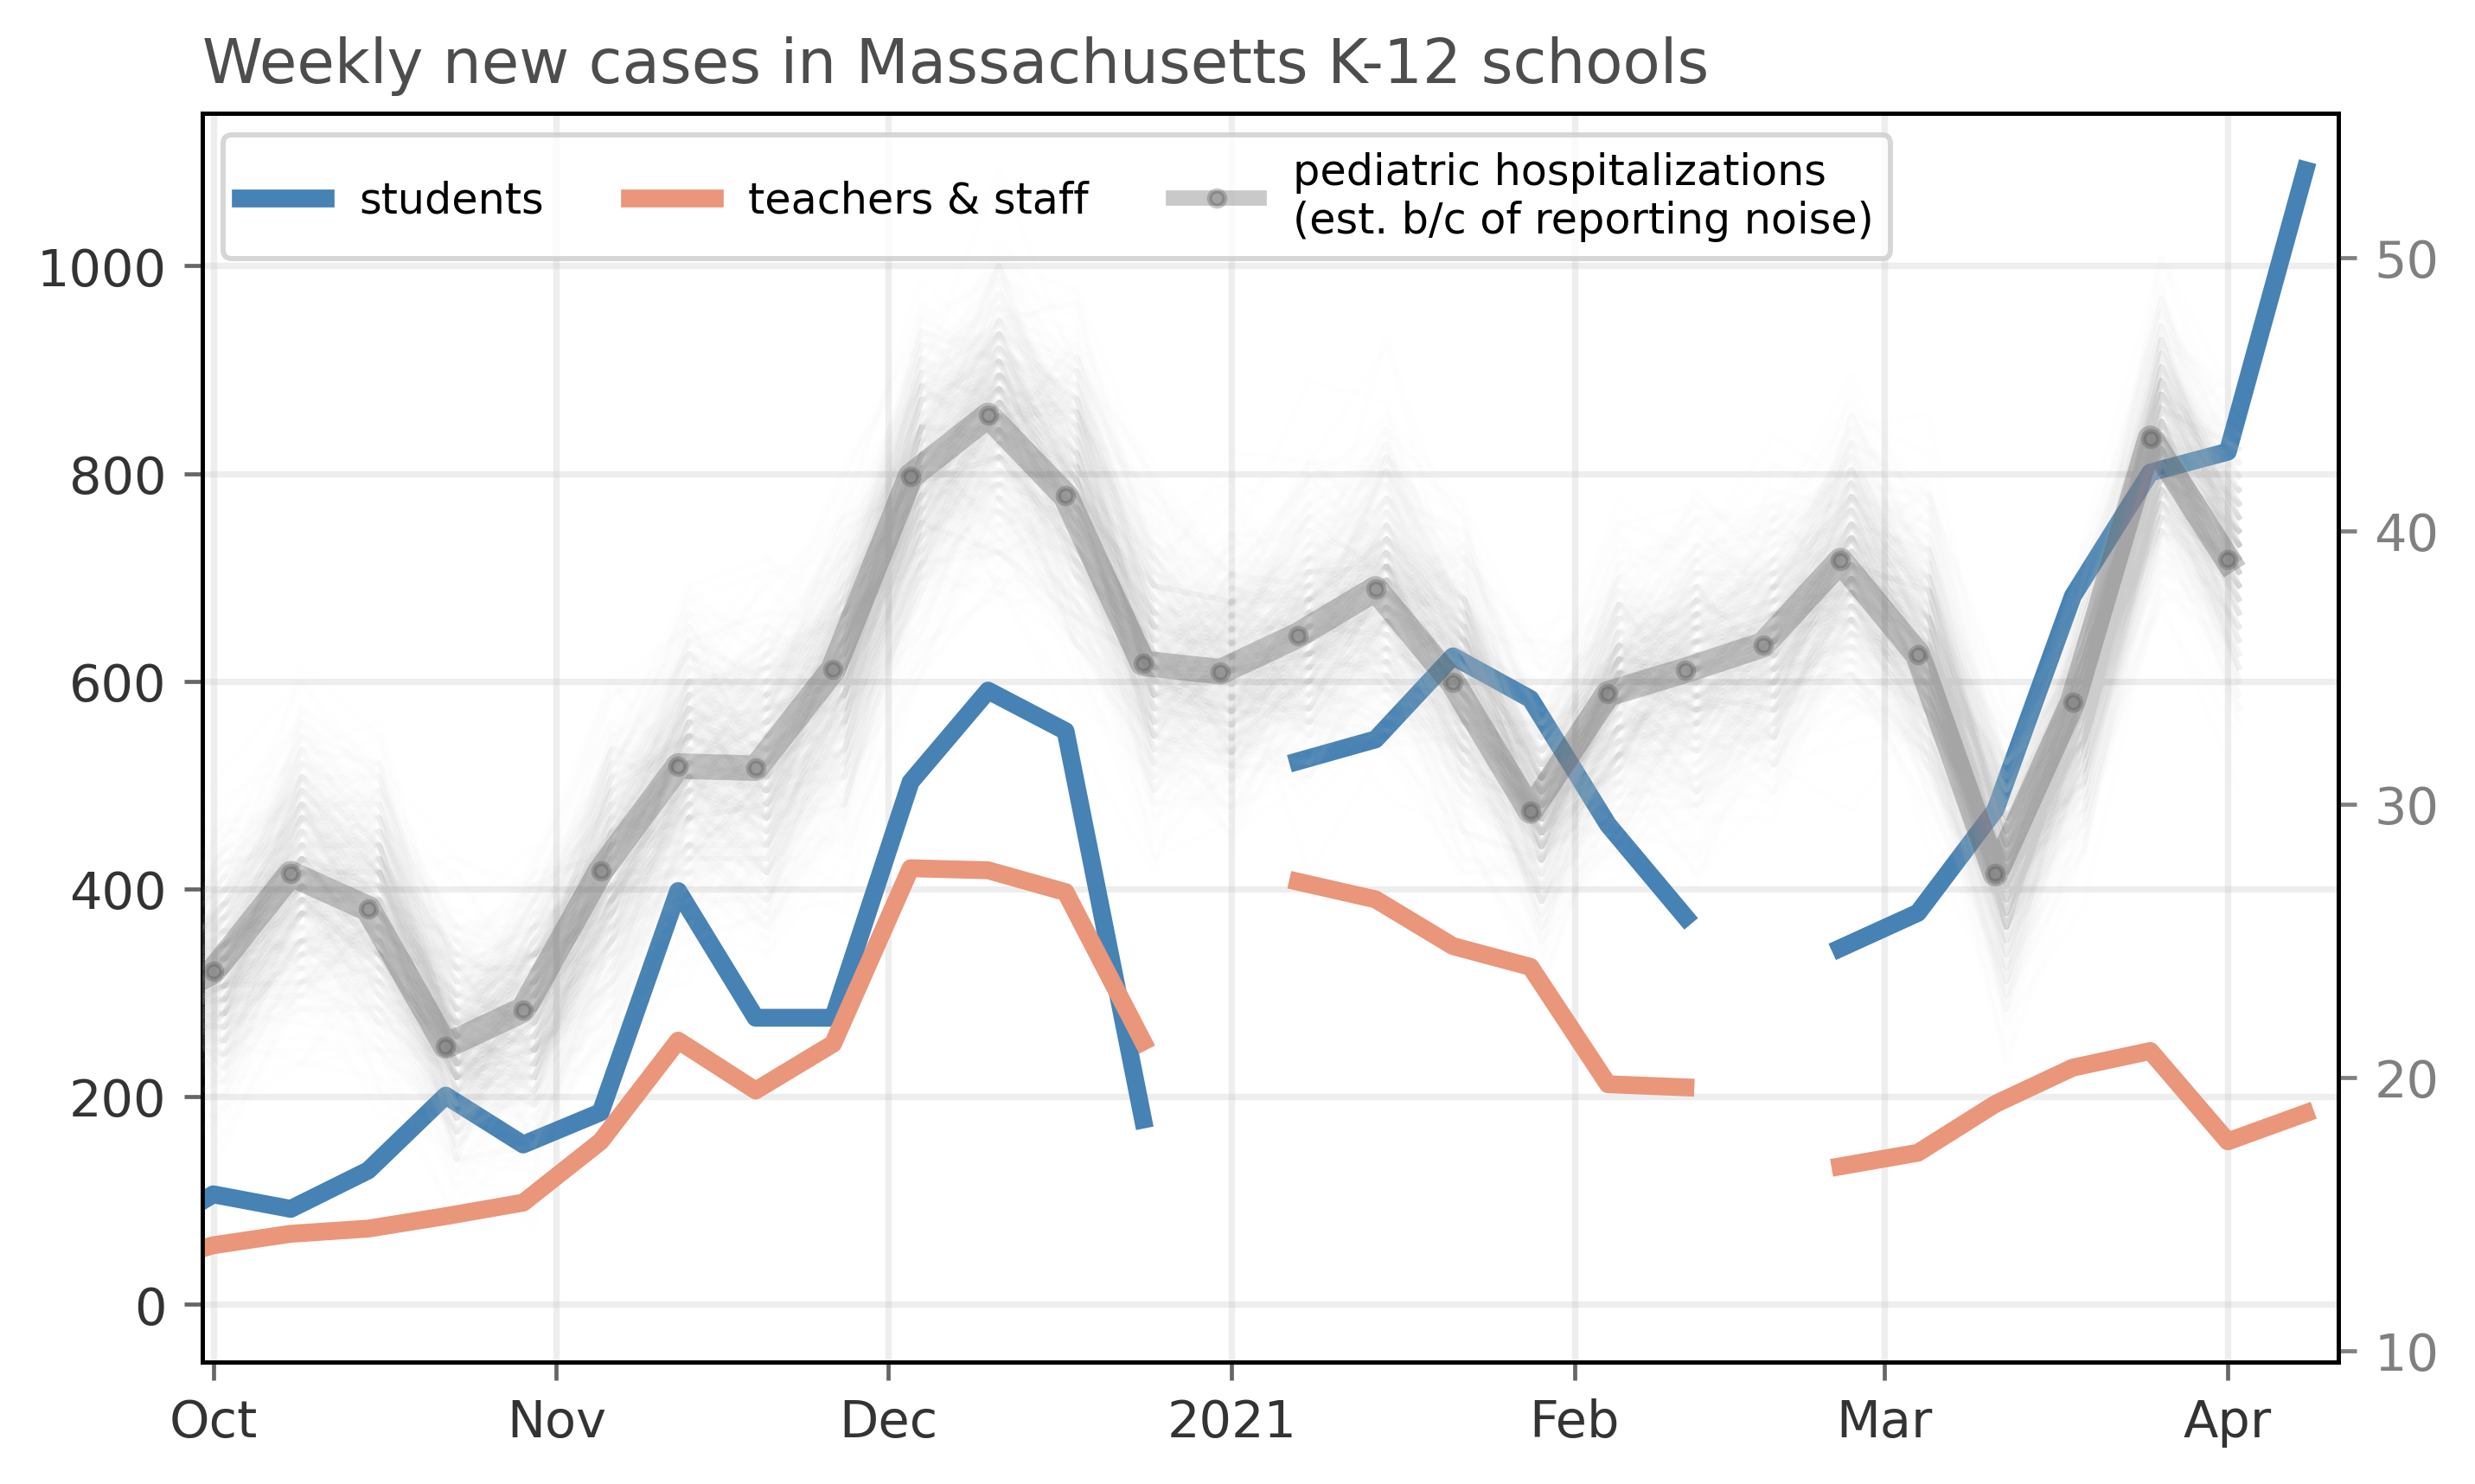 Weekly new cases in Massachusetts K-12 schools
students
teachers & staff
pediatric hospitalizations
(est. b/c of reporting noise)
1000
800
600
400
200
0
50
40
30
20
10
Oct Nov Dec 2021 Feb Mar Apr